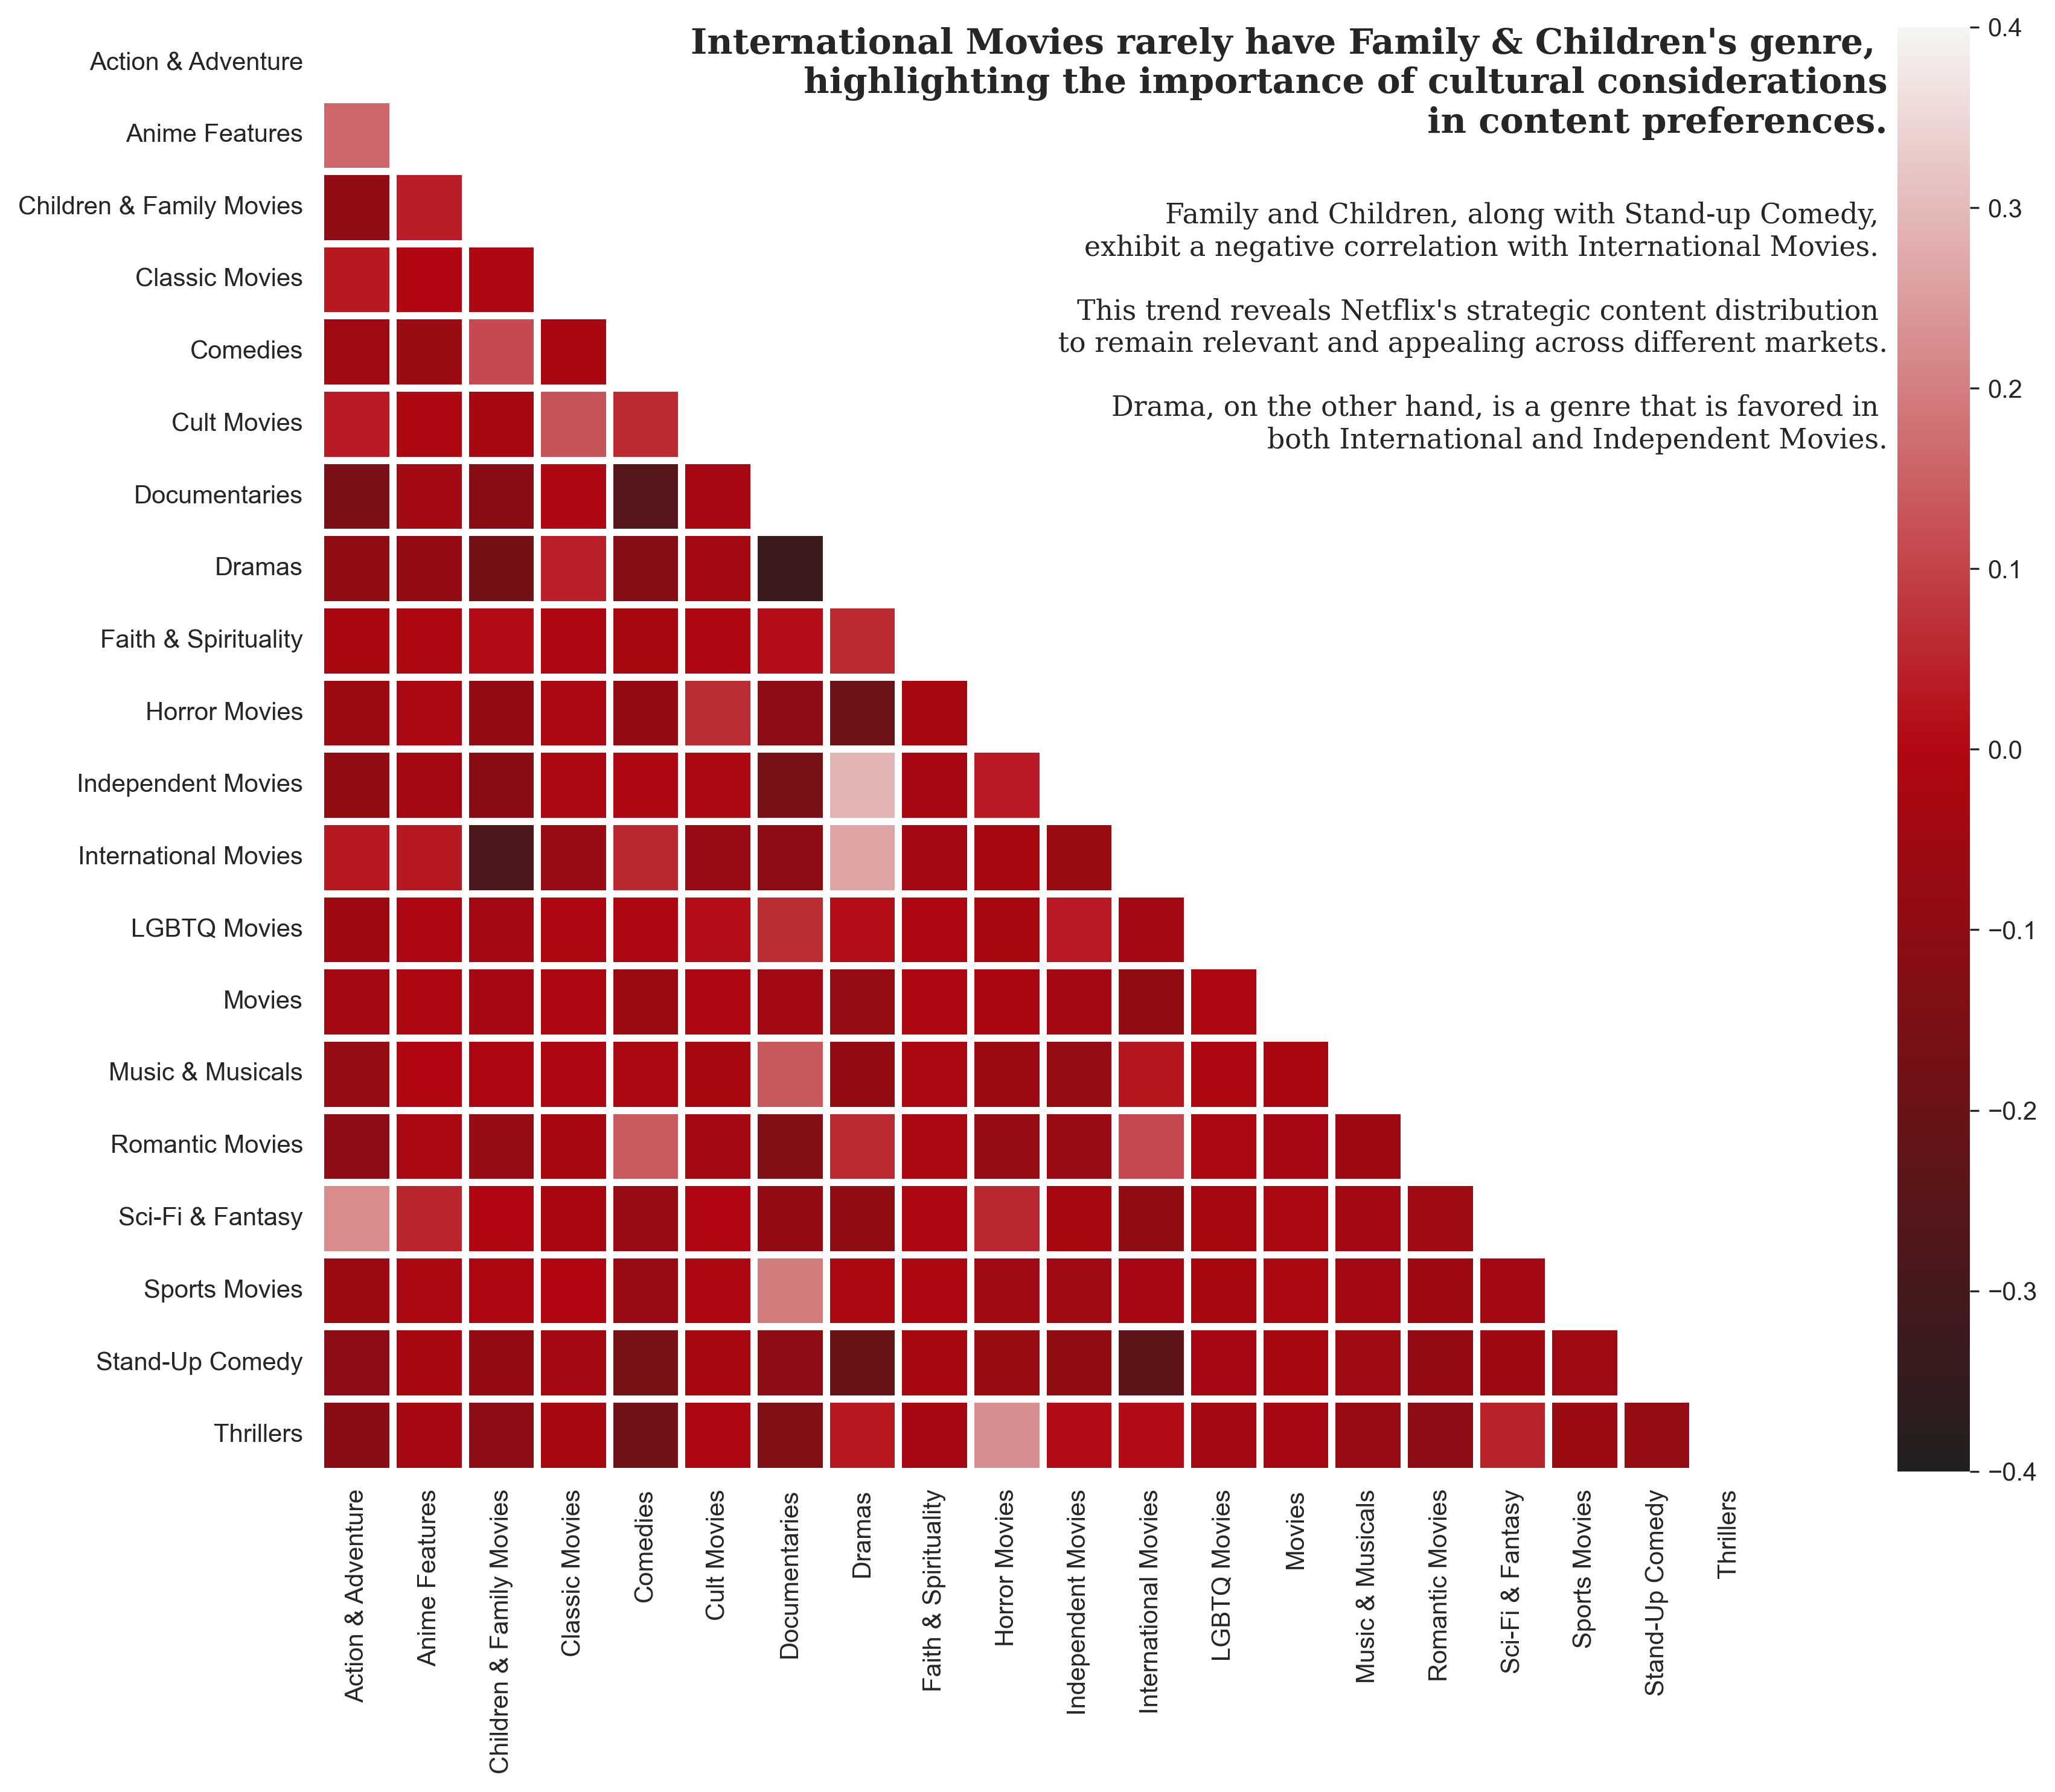 International Movies rarely have Family & Children's genre,
highlighting the importance of cultural considerations
in content preferences.
Family and Children, along with Stand-up Comedy,
exhibit a negative correlation with International Movies.
This trend reveals Netflix's strategic content distribution
to remain relevant and appealing across different markets.
Drama, on the other hand, is a genre that is favored in
both International and Independent Movies.
Action & Adventure
Anime Features
Children & Family Movies
Classic Movies
Comedies
Cult Movies
Documentaries
Dramas
Faith & Spirituality
Horror Movies
Independent Movies
International Movies
LGBTQ Movies
Movies
Music & Musicals
Romantic Movies
Sci-Fi & Fantasy
Sports Movies
Stand-Up Comedy
Thrillers
Action & Adventure
Anime Features
Children & Family Movies
Classic Movies
Comedies
Cult Movies
Documentaries
Dramas
Faith & Spirituality
Horror Movies
Independent Movies
International Movies
LGBTQ Movies
Movies
Music & Musicals
Romantic Movies
Sci-Fi & Fantasy
Sports Movies
Stand-Up Comedy
Thrillers
0.4
0.3
0.2
0.1
0.0
−0.1
−0.2
−0.3
−0.4